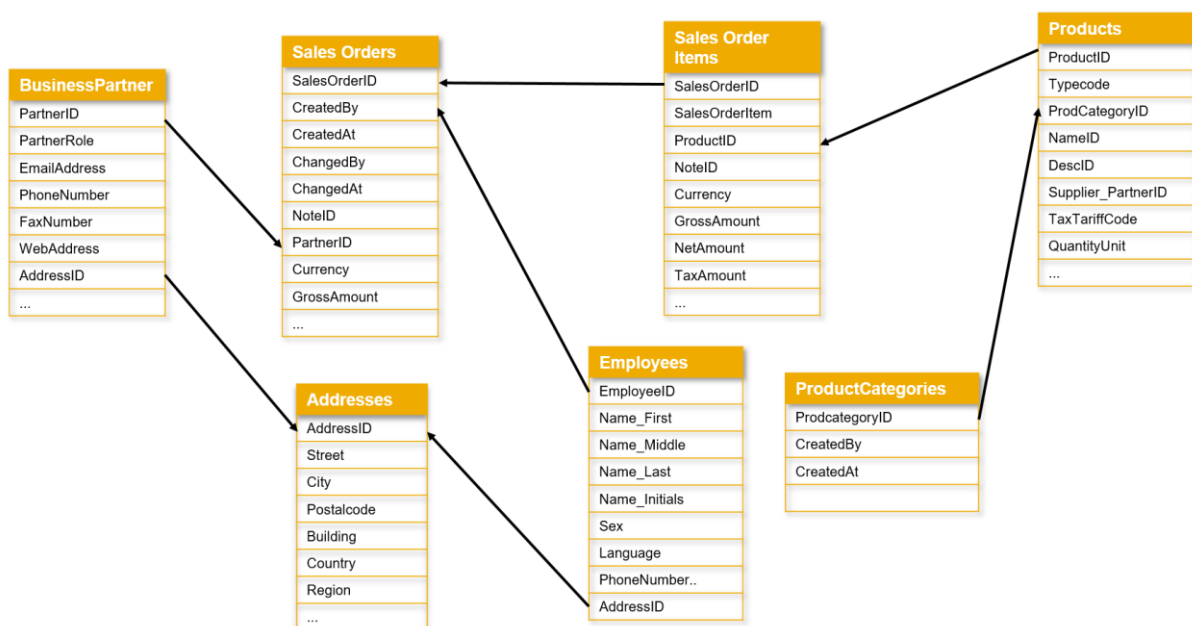 BusinessPartner
PartnerID
PartnerRole
EmailAddress
PhoneNumber
FaxNumber
WebAddress
AddressID
...
Sales Orders
SalesOrderID
CreatedBy
CreatedAt
ChangedBy
ChangedAt
NoteID
PartnerID
Currency
GrossAmount
...
Sales Order
Items
SalesOrderID
SalesOrderItem
ProductID
NoteID
Currency
GrossAmount
NetAmount
TaxAmount
...
Products
ProductID
Typecode
ProdCategoryID
NameID
DescID
Supplier_PartnerID
TaxTariffCode
QuantityUnit
...
Addresses
AddressID
Street
City
Postalcode
Building
Country
Region
...
Employees
EmployeeID
Name_First
Name_Middle
Name_Last
Name_Initials
Sex
Language
PhoneNumber..
AddressID
ProductCategories
ProdcategoryID
CreatedBy
CreatedAt